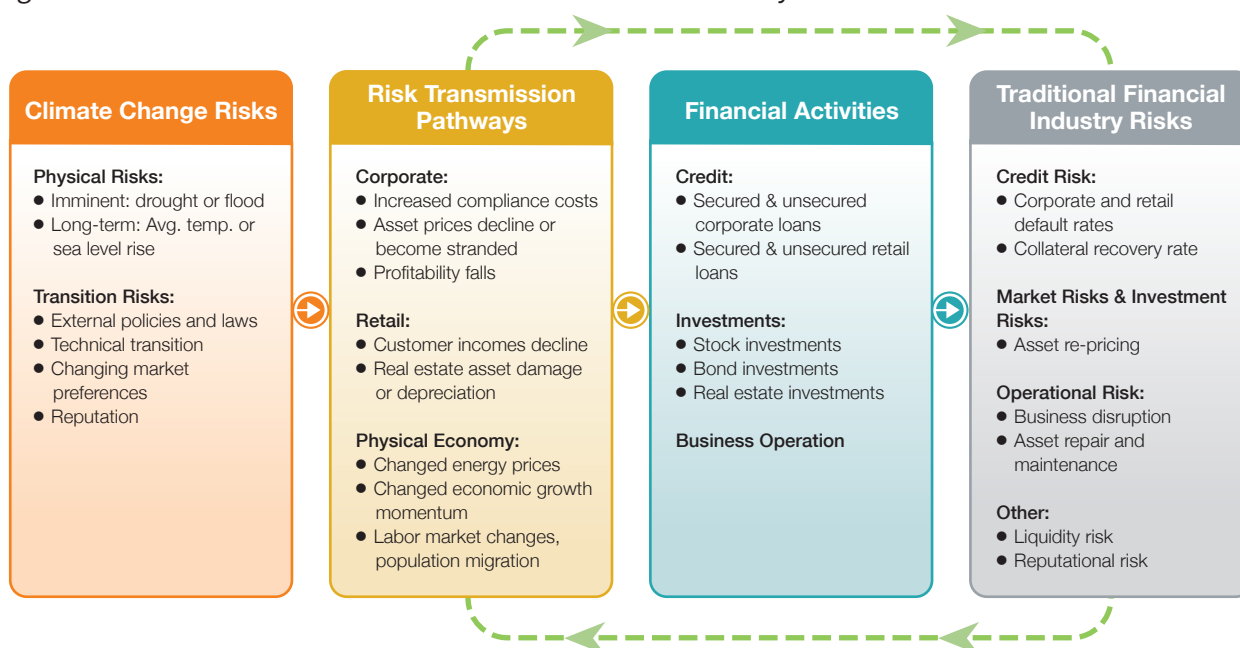 Climate Change Risks
Physical Risks:
● Imminent: drought or flood
● Long-term: Avg. temp. or
sea level rise
Transition Risks:
● External policies and laws
● Technical transition
● Changing market
preferences
● Reputation
Risk Transmission
Pathways
Corporate:
● Increased compliance costs
● Asset prices decline or
become stranded
● Profitability falls
Retail:
● Customer incomes decline
● Real estate asset damage
or depreciation
Physical Economy:
● Changed energy prices
● Changed economic growth
momentum
● Labor market changes,
population migration
Financial Activities
Credit:
● Secured & unsecured
corporate loans
● Secured & unsecured retail
loans
Investments:
● Stock investments
● Bond investments
● Real estate investments
Business Operation
Traditional Financial
Industry Risks
Credit Risk:
● Corporate and retail
default rates
● Collateral recovery rate
Market Risks & Investment
Risks:
● Asset re-pricing
Operational Risk:
● Business disruption
● Asset repair and
maintenance
Other:
● Liquidity risk
● Reputational risk